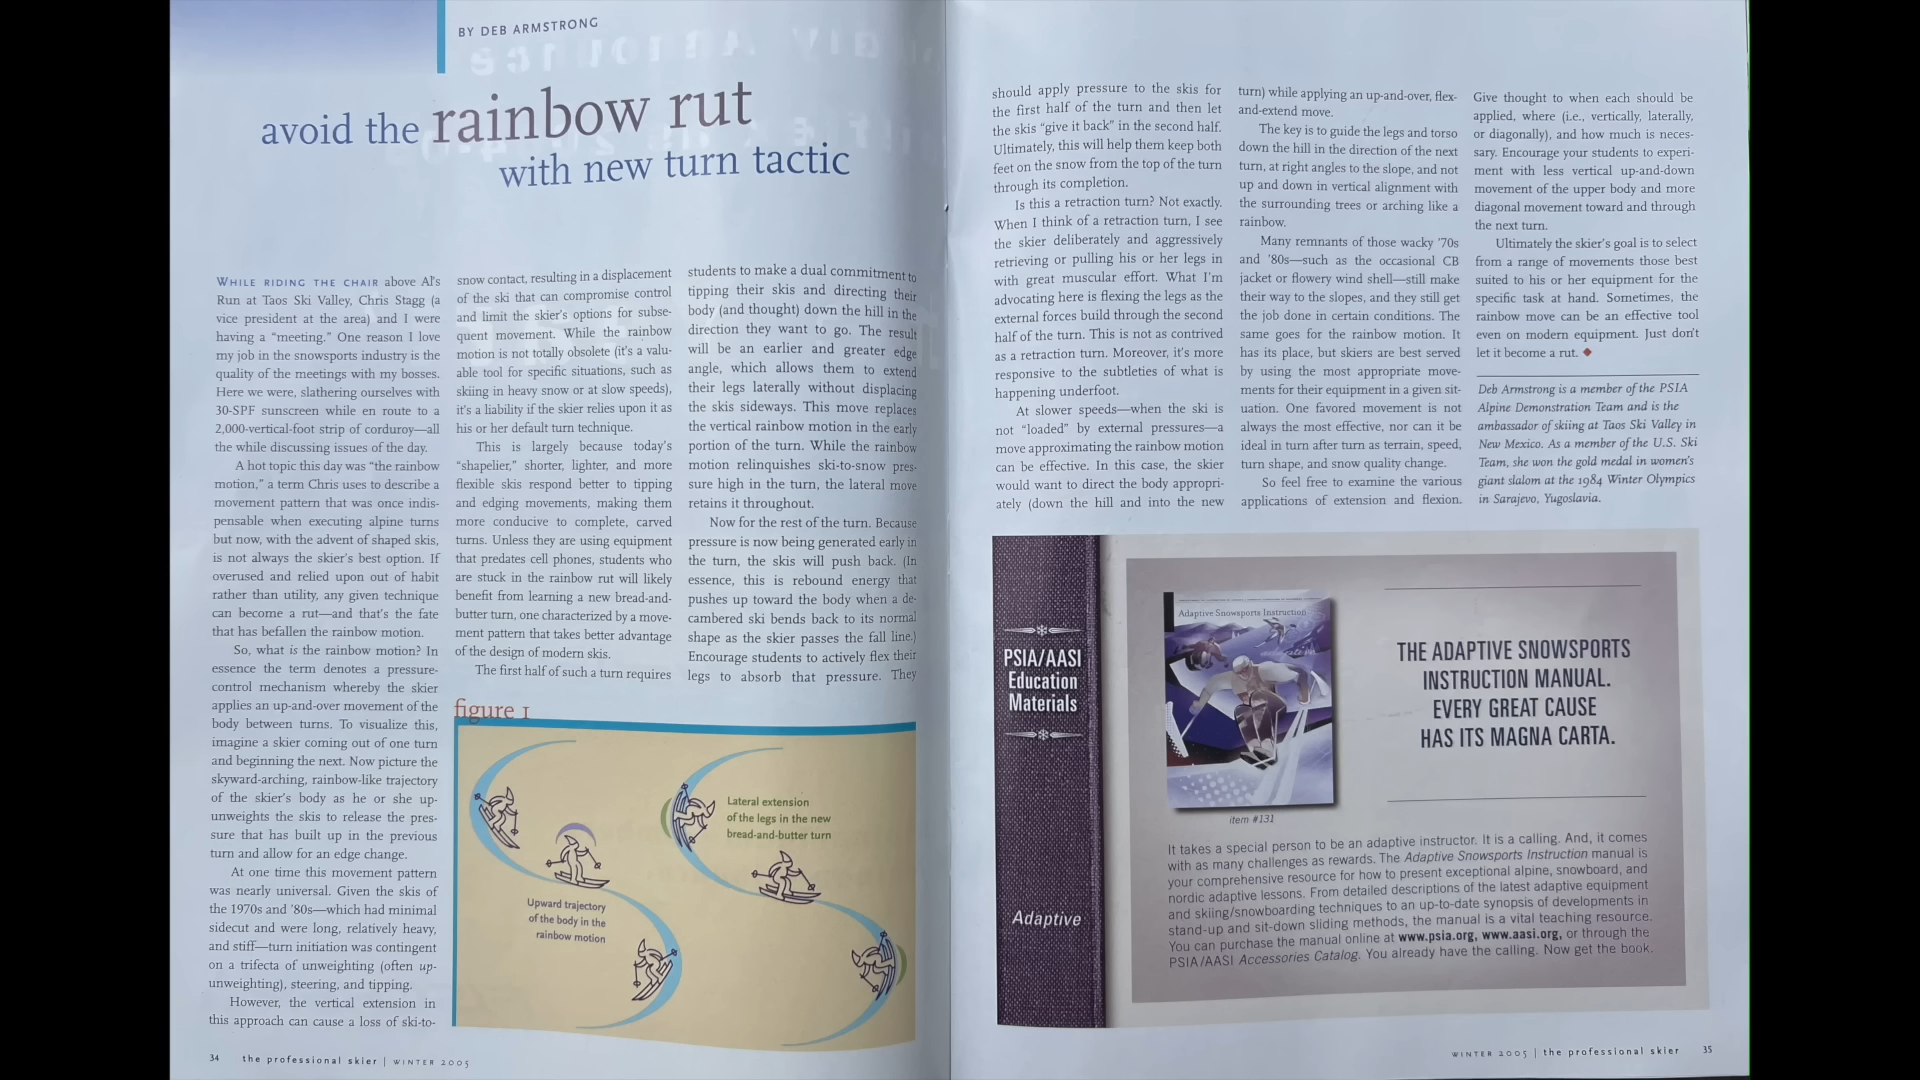 BY DEB ARMSTRONG
avoid the rainbow rut
with new turn tactic
WHILE RIDING THE CHAIR above Al's
Run at Taos Ski Valley, Chris Stagg (a
vice president at the area) and I were
having a "meeting." One reason I love
my job in the snowsports industry is the
quality of the meetings with my bosses.
Here we were, slathering ourselves with
30-SPF sunscreen while en route to a
2,000-vertical-foot strip of corduroy—all
the while discussing issues of the day.
A hot topic this day was "the rainbow
motion," a term Chris uses to describe a
movement pattern that was once indis-
pensable when executing alpine turns
but now, with the advent of shaped skis,
is not always the skier's best option. If
overused and relied upon out of habit
rather than utility, any given technique
can become a rut—and that's the fate
that has befallen the rainbow motion.
So, what is the rainbow motion? In
essence the term denotes a pressure-
control mechanism whereby the skier
applies an up-and-over movement of the
body between turns. To visualize this,
imagine a skier coming out of one turn
and beginning the next. Now picture the
skyward-arching, rainbow-like trajectory
of the skier's body as he or she up-
unweights the skis to release the pres-
sure that has built up in the previous
turn and allow for an edge change.
At one time this movement pattern
was nearly universal. Given the skis of
the 1970s and '80s—which had minimal
sidecut and were long, relatively heavy,
and stiff—turn initiation was contingent
on a trifecta of unweighting (often up-
unweighting), steering, and tipping.
However, the vertical extension in
this approach can cause a loss of ski-to-
snow contact, resulting in a displacement
of the ski that can compromise control
and limit the skier's options for subse-
quent movement. While the rainbow
motion is not totally obsolete (it's a valu-
able tool for specific situations, such as
skiing in heavy snow or at slow speeds),
it's a liability if the skier relies upon it as
his or her default turn technique.
This is largely because today's
"shapelier," shorter, lighter, and more
flexible skis respond better to tipping
and edging movements, making them
more conducive to complete, carved
turns. Unless they are using equipment
that predates cell phones, students who
are stuck in the rainbow rut will likely
benefit from learning a new bread-and-
butter turn, one characterized by a move-
ment pattern that takes better advantage
of the design of modern skis.
The first half of such a turn requires
students to make a dual commitment to
tipping their skis and directing their
body (and thought) down the hill in the
direction they want to go. The result
will be an earlier and greater edge
angle, which allows them to extend
their legs laterally without displacing
the skis sideways. This move replaces
the vertical rainbow motion in the early
portion of the turn. While the rainbow
motion relinquishes ski-to-snow pres-
sure high in the turn, the lateral move
retains it throughout.
Now for the rest of the turn. Because
pressure is now being generated early in
the turn, the skis will push back. (In
essence, this is rebound energy that
pushes up toward the body when a de-
cambered ski bends back to its normal
shape as the skier passes the fall line.)
Encourage students to actively flex their
legs to absorb that pressure. They
figure 1
Lateral extension
of the legs in the new
bread-and-butter turn
Upward trajectory
of the body in the
rainbow motion
34 the professional skier | WINTER 2005
should apply pressure to the skis for
the first half of the turn and then let
the skis "give it back" in the second half.
Ultimately, this will help them keep both
feet on the snow from the top of the turn
through its completion.
Is this a retraction turn? Not exactly.
When I think of a retraction turn, I see
the skier deliberately and aggressively
retrieving or pulling his or her legs in
with great muscular effort. What I'm
advocating here is flexing the legs as the
external forces build through the second
half of the turn. This is not as contrived
as a retraction turn. Moreover, it's more
responsive to the subtleties of what is
happening underfoot.
At slower speeds—when the ski is
not "loaded" by external pressures—a
move approximating the rainbow motion
can be effective. In this case, the skier
would want to direct the body appropri-
ately (down the hill and into the new
turn) while applying an up-and-over, flex-
and-extend move.
The key is to guide the legs and torso
down the hill in the direction of the next
turn, at right angles to the slope, and not
up and down in vertical alignment with
the surrounding trees or arching like a
rainbow.
Many remnants of those wacky '70s
and '80s—such as the occasional CB
jacket or flowery wind shell—still make
their way to the slopes, and they still get
the job done in certain conditions. The
same goes for the rainbow motion. It
has its place, but skiers are best served
by using the most appropriate move-
ments for their equipment in a given sit-
uation. One favored movement is not
always the most effective, nor can it be
ideal in turn after turn as terrain, speed,
turn shape, and snow quality change.
So feel free to examine the various
applications of extension and flexion.
Give thought to when each should be
applied, where (i.e., vertically, laterally,
or diagonally), and how much is neces-
sary. Encourage your students to experi-
ment with less vertical up-and-down
movement of the upper body and more
diagonal movement toward and through
the next turn.
Ultimately the skier's goal is to select
from a range of movements those best
suited to his or her equipment for the
specific task at hand. Sometimes, the
rainbow move can be an effective tool
even on modern equipment. Just don't
let it become a rut.
Deb Armstrong is a member of the PSIA
Alpine Demonstration Team and is the
ambassador of skiing at Taos Ski Valley in
New Mexico. As a member of the U.S. Ski
Team, she won the gold medal in women's
giant slalom at the 1984 Winter Olympics
in Sarajevo, Yugoslavia.
PSIA/AASI
Education
Materials
Adaptive
Adaptive Snowsports Instruction
item #131
THE ADAPTIVE SNOWSPORTS
INSTRUCTION MANUAL.
EVERY GREAT CAUSE
HAS ITS MAGNA CARTA.
It takes a special person to be an adaptive instructor. It is a calling. And, it comes
with as many challenges as rewards. The Adaptive Snowsports Instruction manual is
your comprehensive resource for how to present exceptional alpine, snowboard, and
nordic adaptive lessons. From detailed descriptions of the latest adaptive equipment
and skiing/snowboarding techniques to an up-to-date synopsis of developments in
stand-up and sit-down sliding methods, the manual is a vital teaching resource.
You can purchase the manual online at www.psia.org, www.aasi.org, or through the
PSIA/AASI Accessories Catalog. You already have the calling. Now get the book.
WINTER 2005 | the professional skier 35